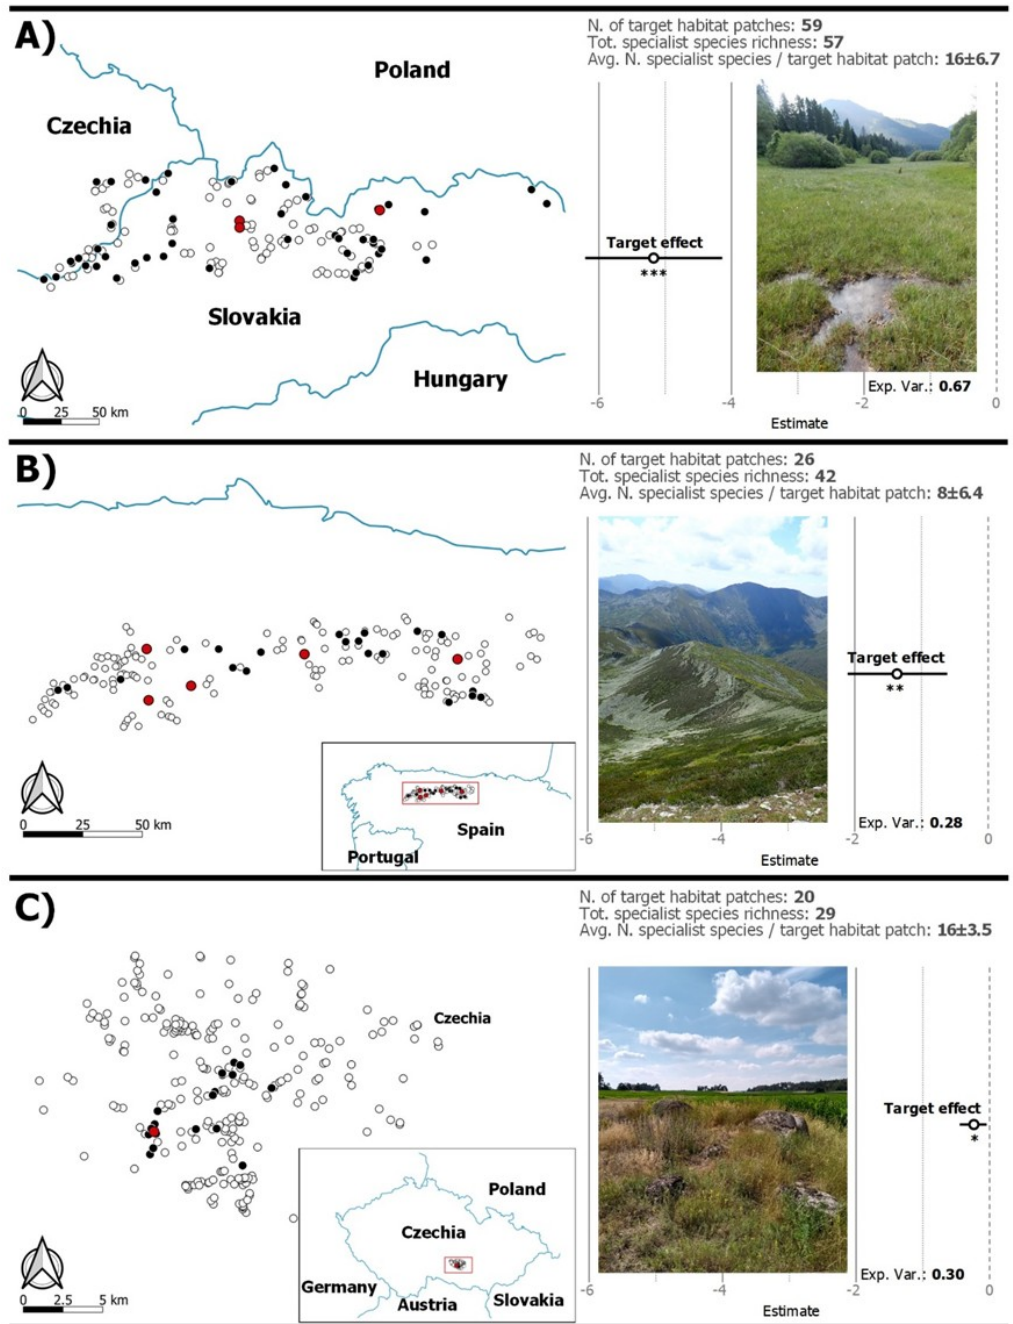 A)
N. of target habitat patches: 59
Tot. specialist species richness: 57
Avg. N. specialist species / target habitat patch: 16±6.7
Poland
Czechia
Slovakia
Hungary
0 25 50 km
Target effect
***
Exp. Var.: 0.67
-6 -4 -2 0
Estimate
B)
N. of target habitat patches: 26
Tot. specialist species richness: 42
Avg. N. specialist species / target habitat patch: 8±6.4
0 25 50 km
Spain
Portugal
Target effect
**
Exp. Var.: 0.28
-6 -4 -2 0
Estimate
C)
N. of target habitat patches: 20
Tot. specialist species richness: 29
Avg. N. specialist species / target habitat patch: 16±3.5
Czechia
0 2.5 5 km
Poland
Czechia
Germany
Austria
Slovakia
Target effect
*
Exp. Var.: 0.30
-6 -4 -2 0
Estimate